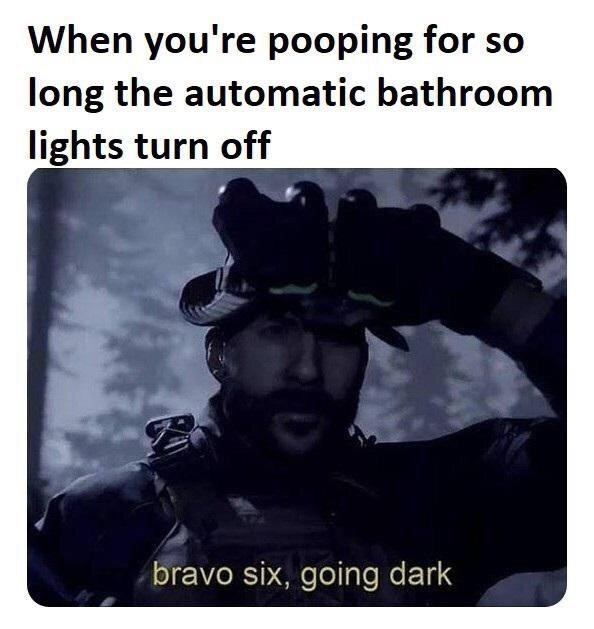 When you're pooping for so
long the automatic bathroom
lights turn off
bravo six, going dark